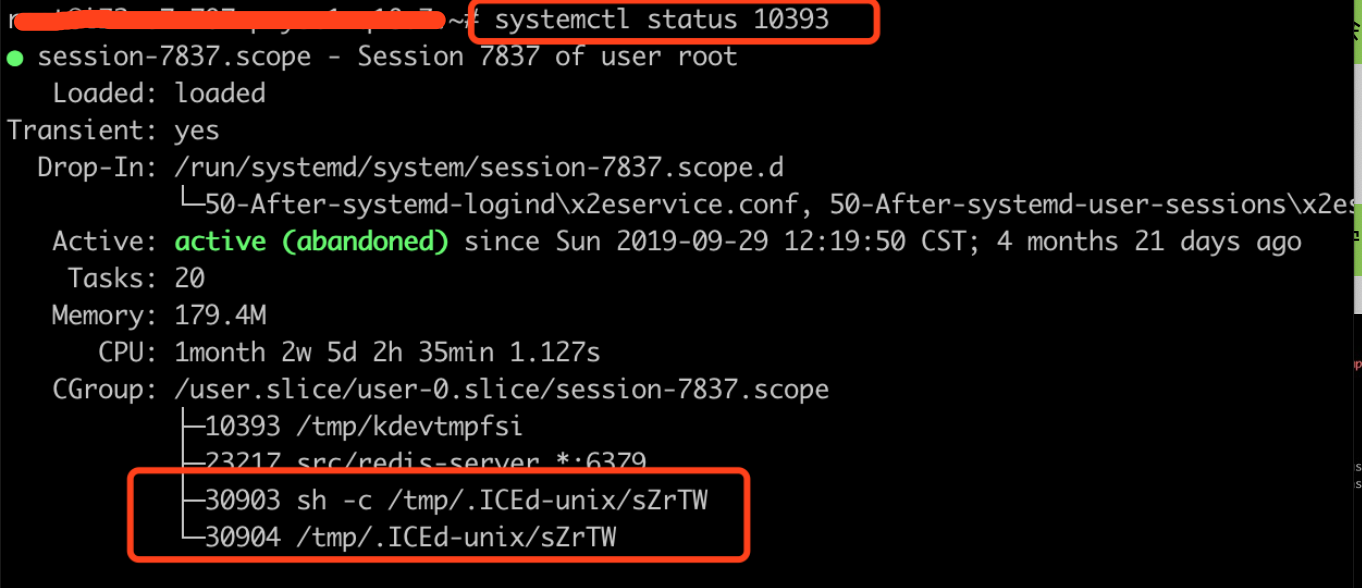 ~# systemctl status 10393
● session-7837.scope - Session 7837 of user root
Loaded: loaded
Transient: yes
Drop-In: /run/systemd/system/session-7837.scope.d
└─50-After-systemd-logind\x2eservice.conf, 50-After-systemd-user-sessions\x2es
Active: active (abandoned) since Sun 2019-09-29 12:19:50 CST; 4 months 21 days ago
Tasks: 20
Memory: 179.4M
CPU: 1month 2w 5d 2h 35min 1.127s
CGroup: /user.slice/user-0.slice/session-7837.scope
├─10393 /tmp/kdevtmpfsi
├─23217 src/redis-server *:6379
├─30903 sh -c /tmp/.ICEd-unix/sZrTW
└─30904 /tmp/.ICEd-unix/sZrTW